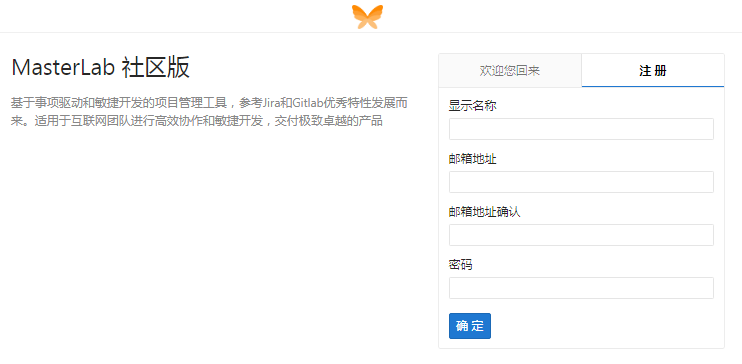 MasterLab 社区版
基于事项驱动和敏捷开发的项目管理工具，参考Jira和Gitlab优秀特性发展而
来。适用于互联网团队进行高效协作和敏捷开发，交付极致卓越的产品
欢迎您回来
注 册
显示名称
邮箱地址
邮箱地址确认
密码
确 定